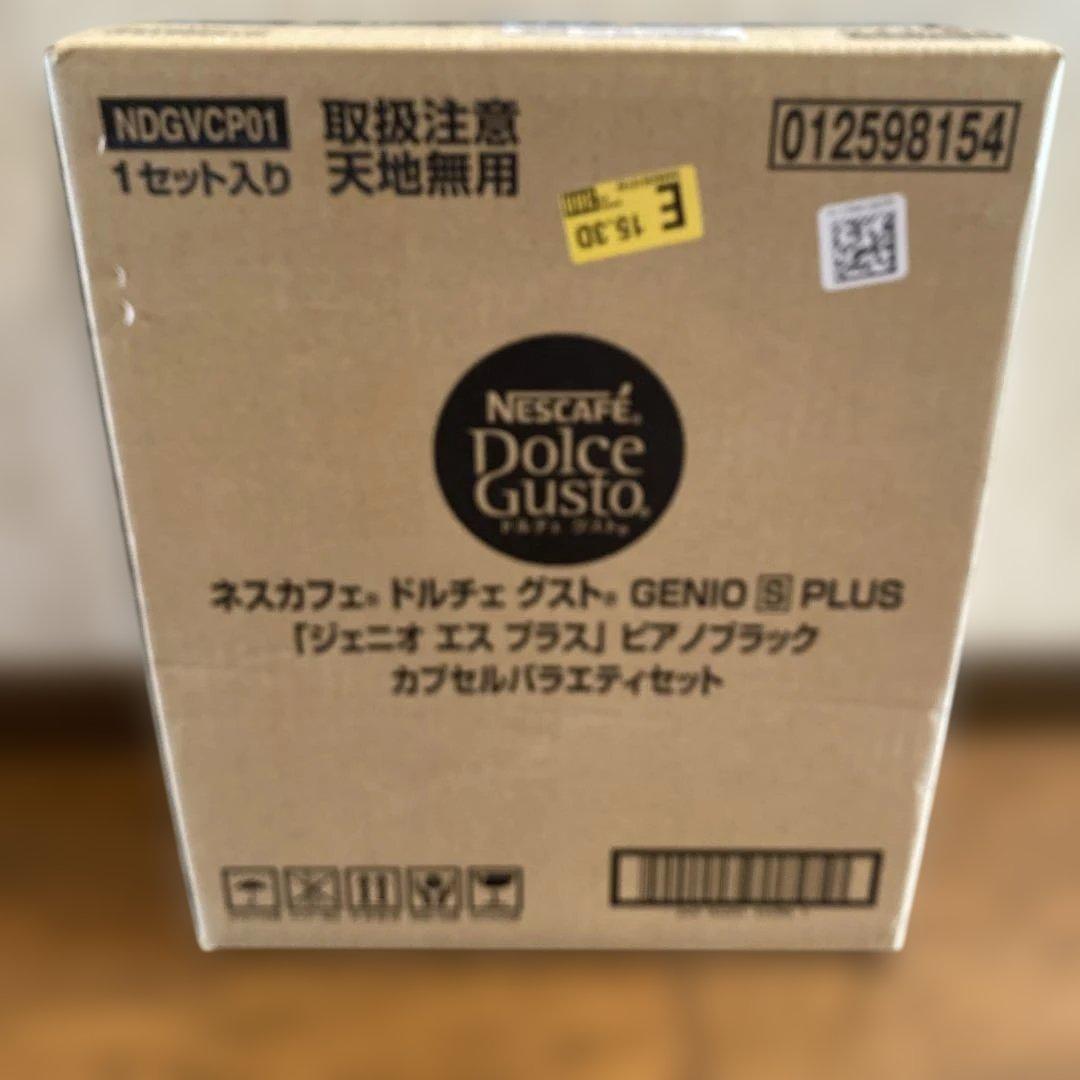 NDGVCP01
1セット入り
取扱注意
天地無用
012598154
E
15.30
NESCAFÉ®
Dolce
Gusto®
ドルチェ グスト®
ネスカフェ® ドルチェ グスト® GENIO S PLUS
「ジェニオ エス プラス」 ピアノブラック
カプセルバラエティセット